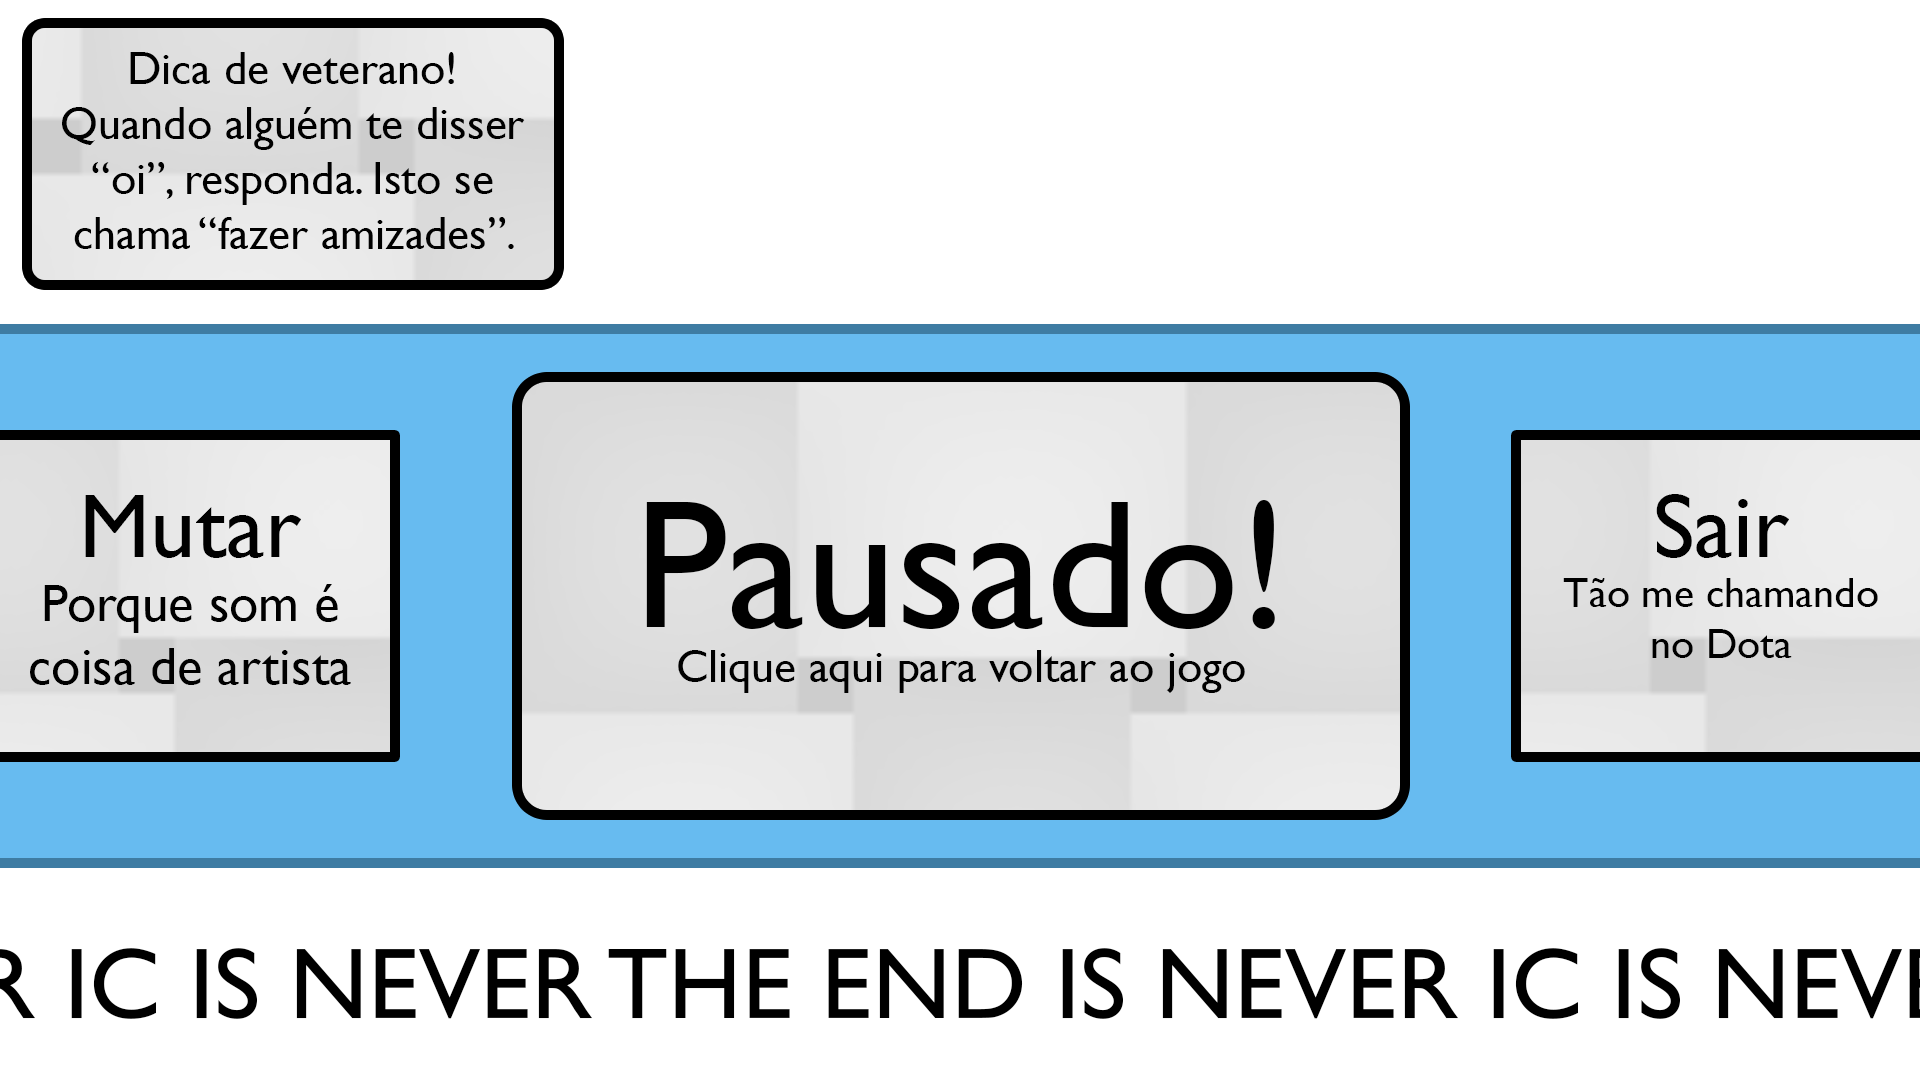 Dica de veterano!
Quando alguém te disser
“oi”, responda. Isto se
chama “fazer amizades”.
Mutar
Porque som é
coisa de artista
Pausado!
Clique aqui para voltar ao jogo
Sair
Tão me chamando
no Dota
R IC IS NEVER THE END IS NEVER IC IS NEVE